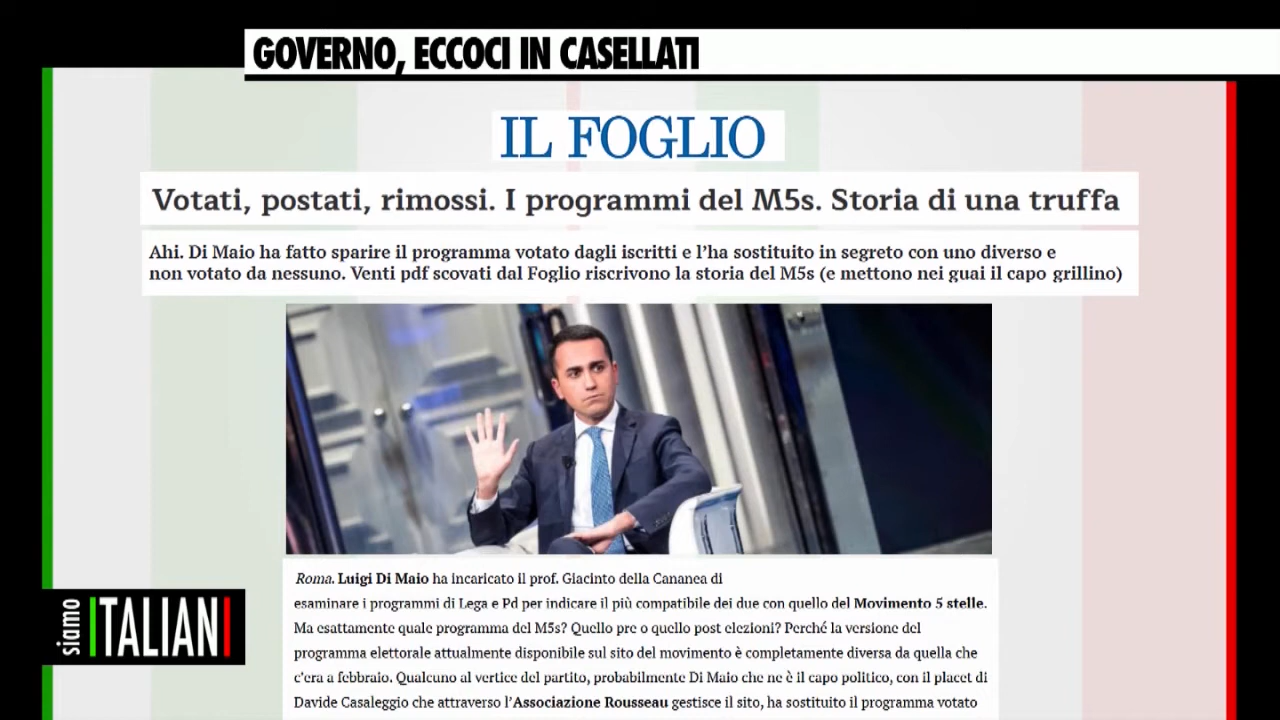 GOVERNO, ECCOCI IN CASELLATI
IL FOGLIO
Votati, postati, rimossi. I programmi del M5s. Storia di una truffa
Ahi. Di Maio ha fatto sparire il programma votato dagli iscritti e l'ha sostituito in segreto con uno diverso e
non votato da nessuno. Venti pdf scovati dal Foglio riscrivono la storia del M5s (e mettono nei guai il capo grillino)
Roma. Luigi Di Maio ha incaricato il prof. Giacinto della Cananea di
esaminare i programmi di Lega e Pd per indicare il più compatibile dei due con quello del Movimento 5 stelle.
Ma esattamente quale programma del M5s? Quello pre o quello post elezioni? Perché la versione del
programma elettorale attualmente disponibile sul sito del movimento è completamente diversa da quella che
c'era a febbraio. Qualcuno al vertice del partito, probabilmente Di Maio che ne è il capo politico, con il placet di
Davide Casaleggio che attraverso l'Associazione Rousseau gestisce il sito, ha sostituito il programma votato
siamo
ITALIANI